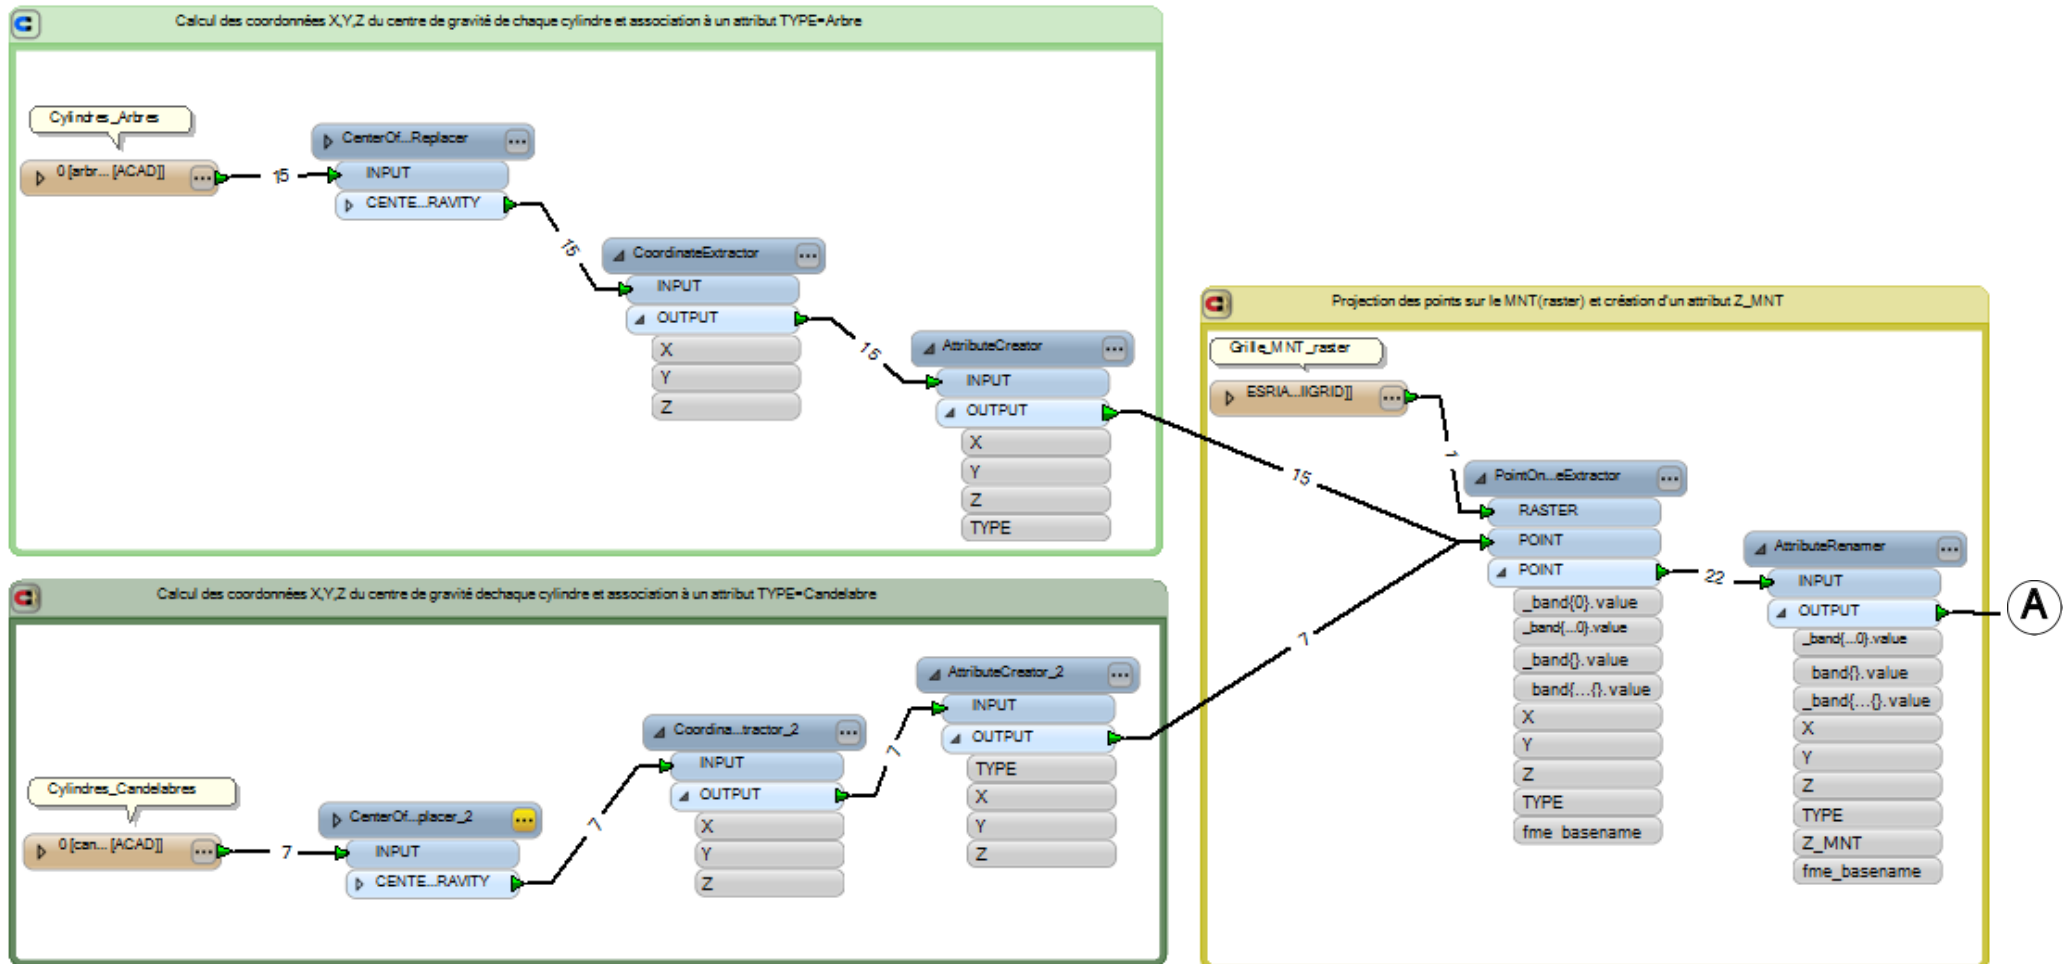 Calcul des coordonnées X,Y,Z du centre de gravité de chaque cylindre et association à un attribut TYPE=Arbre
Cylindres_Arbres
0 [arbr... [ACAD]]
...
15
CenterOf...Replacer
...
INPUT
CENTE...RAVITY
15
CoordinateExtractor
...
INPUT
OUTPUT
X
Y
Z
15
AttributeCreator
...
INPUT
OUTPUT
X
Y
Z
TYPE
15
Calcul des coordonnées X,Y,Z du centre de gravité dechaque cylindre et association à un attribut TYPE=Candelabre
Cylindres_Candelabres
0 [can... [ACAD]]
...
7
CenterOf...placer_2
...
INPUT
CENTE...RAVITY
7
Coordina...tractor_2
...
INPUT
OUTPUT
X
Y
Z
7
AttributeCreator_2
...
INPUT
OUTPUT
TYPE
X
Y
Z
7
Projection des points sur le MNT(raster) et création d'un attribut Z_MNT
Grille_MNT_raster
ESRIA...IIGRID]]
...
1
PointOn...eExtractor
...
RASTER
POINT
POINT
_band{0}.value
_band{...0}.value
_band{}.value
_band{...{}.value
X
Y
Z
TYPE
fme_basename
22
AttributeRenamer
...
INPUT
OUTPUT
_band{...0}.value
_band{}.value
_band{...{}.value
X
Y
Z
TYPE
Z_MNT
fme_basename
A